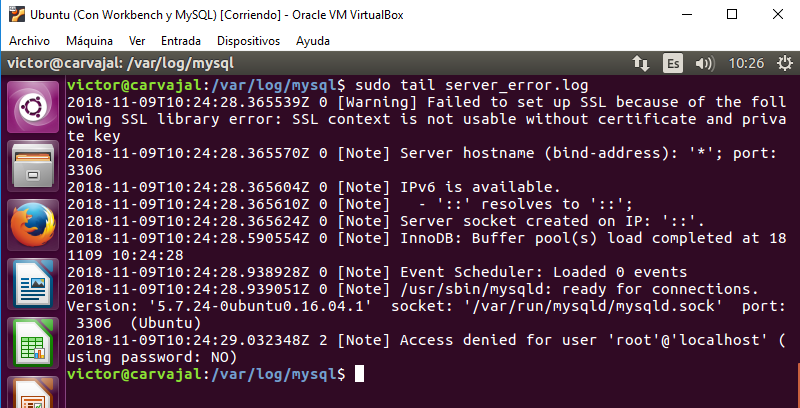 Ubuntu (Con Workbench y MySQL) [Corriendo] - Oracle VM VirtualBox
Archivo Máquina Ver Entrada Dispositivos Ayuda
victor@carvajal: /var/log/mysql Es 10:26
victor@carvajal:/var/log/mysql$ sudo tail server_error.log
2018-11-09T10:24:28.365539Z 0 [Warning] Failed to set up SSL because of the foll
owing SSL library error: SSL context is not usable without certificate and priva
te key
2018-11-09T10:24:28.365570Z 0 [Note] Server hostname (bind-address): '*'; port:
3306
2018-11-09T10:24:28.365604Z 0 [Note] IPv6 is available.
2018-11-09T10:24:28.365610Z 0 [Note]   - '::' resolves to '::';
2018-11-09T10:24:28.365624Z 0 [Note] Server socket created on IP: '::'.
2018-11-09T10:24:28.590554Z 0 [Note] InnoDB: Buffer pool(s) load completed at 18
1109 10:24:28
2018-11-09T10:24:28.938928Z 0 [Note] Event Scheduler: Loaded 0 events
2018-11-09T10:24:28.939051Z 0 [Note] /usr/sbin/mysqld: ready for connections.
Version: '5.7.24-0ubuntu0.16.04.1'  socket: '/var/run/mysqld/mysqld.sock'  port:
 3306  (Ubuntu)
2018-11-09T10:24:29.032348Z 2 [Note] Access denied for user 'root'@'localhost' (
using password: NO)
victor@carvajal:/var/log/mysql$